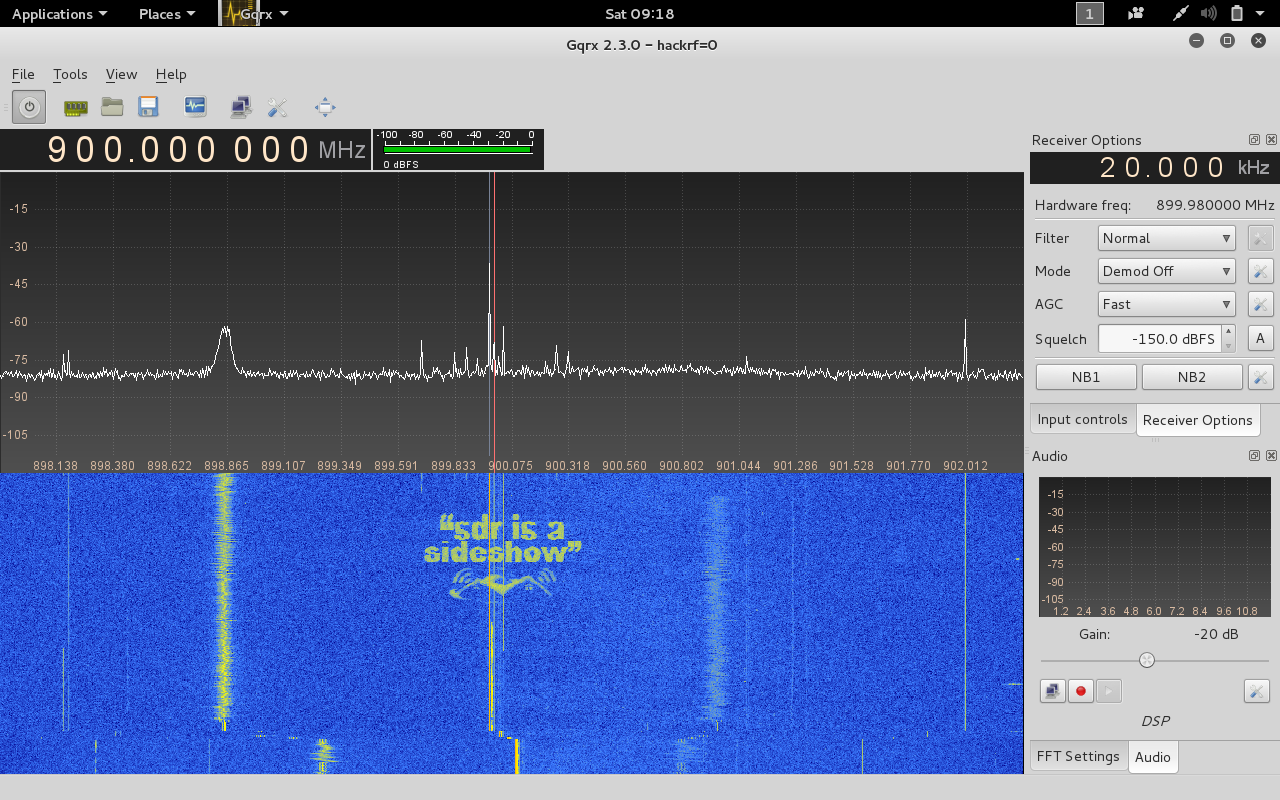 Applications Places Gqrx Sat 09:18 1
Gqrx 2.3.0 - hackrf=0
File Tools View Help
900.000 000 MHz
-100 -80 -60 -40 -20 0
0 dBFS
-15
-30
-45
-60
-75
-90
-105
898.138 898.380 898.622 898.865 899.107 899.349 899.591 899.833 900.075 900.318 900.560 900.802 901.044 901.286 901.528 901.770 902.012
“sdr is a
sideshow”
Receiver Options
20.000 kHz
Hardware freq: 899.980000 MHz
Filter Normal
Mode Demod Off
AGC Fast
Squelch -150.0 dBFS A
NB1 NB2
Input controls Receiver Options
Audio
-15
-30
-45
-60
-75
-90
-105
1.2 2.4 3.6 4.8 6.0 7.2 8.4 9.6 10.8
Gain: -20 dB
DSP
FFT Settings Audio